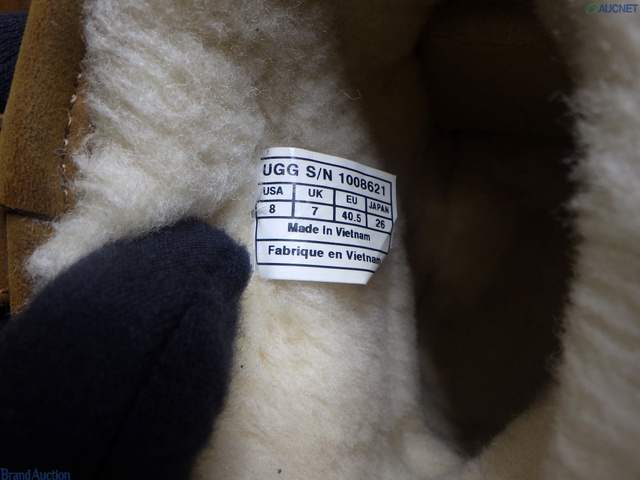 AUCNET
UGG S/N 1008621
USA UK EU JAPAN
8 7 40.5 26
Made In Vietnam
Fabrique en Vietnam
Brand Auction